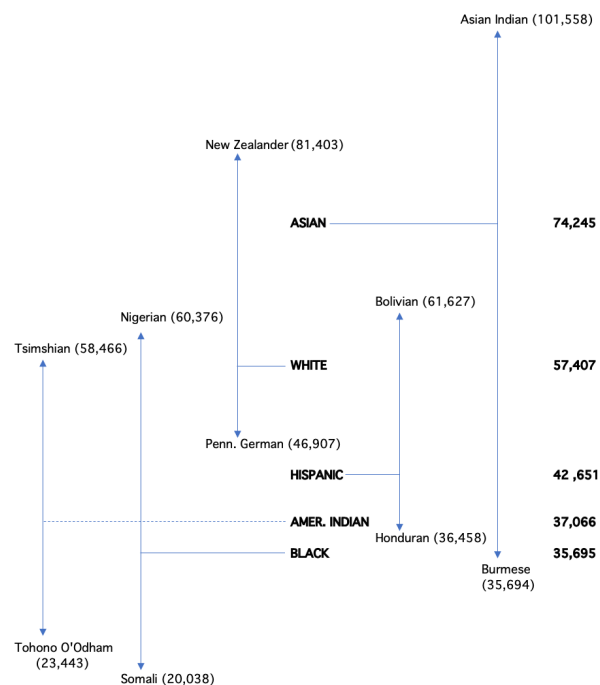 Asian Indian (101,558)
New Zealander (81,403)
ASIAN 74,245
Bolivian (61,627)
Nigerian (60,376)
Tsimshian (58,466)
WHITE 57,407
Penn. German (46,907)
HISPANIC 42 ,651
AMER. INDIAN 37,066
Honduran (36,458)
BLACK 35,695
Burmese
(35,694)
Tohono O'Odham
(23,443)
Somali (20,038)